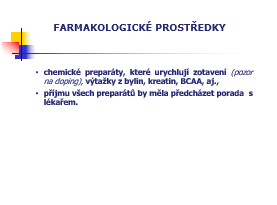 FARMAKOLOGICKÉ PROSTŘEDKY
• chemické preparáty, které urychlují zotavení (pozor
na doping), výtažky z bylin, kreatin, BCAA, aj.,
• příjmu všech preparátů by měla předcházet porada s
lékařem.